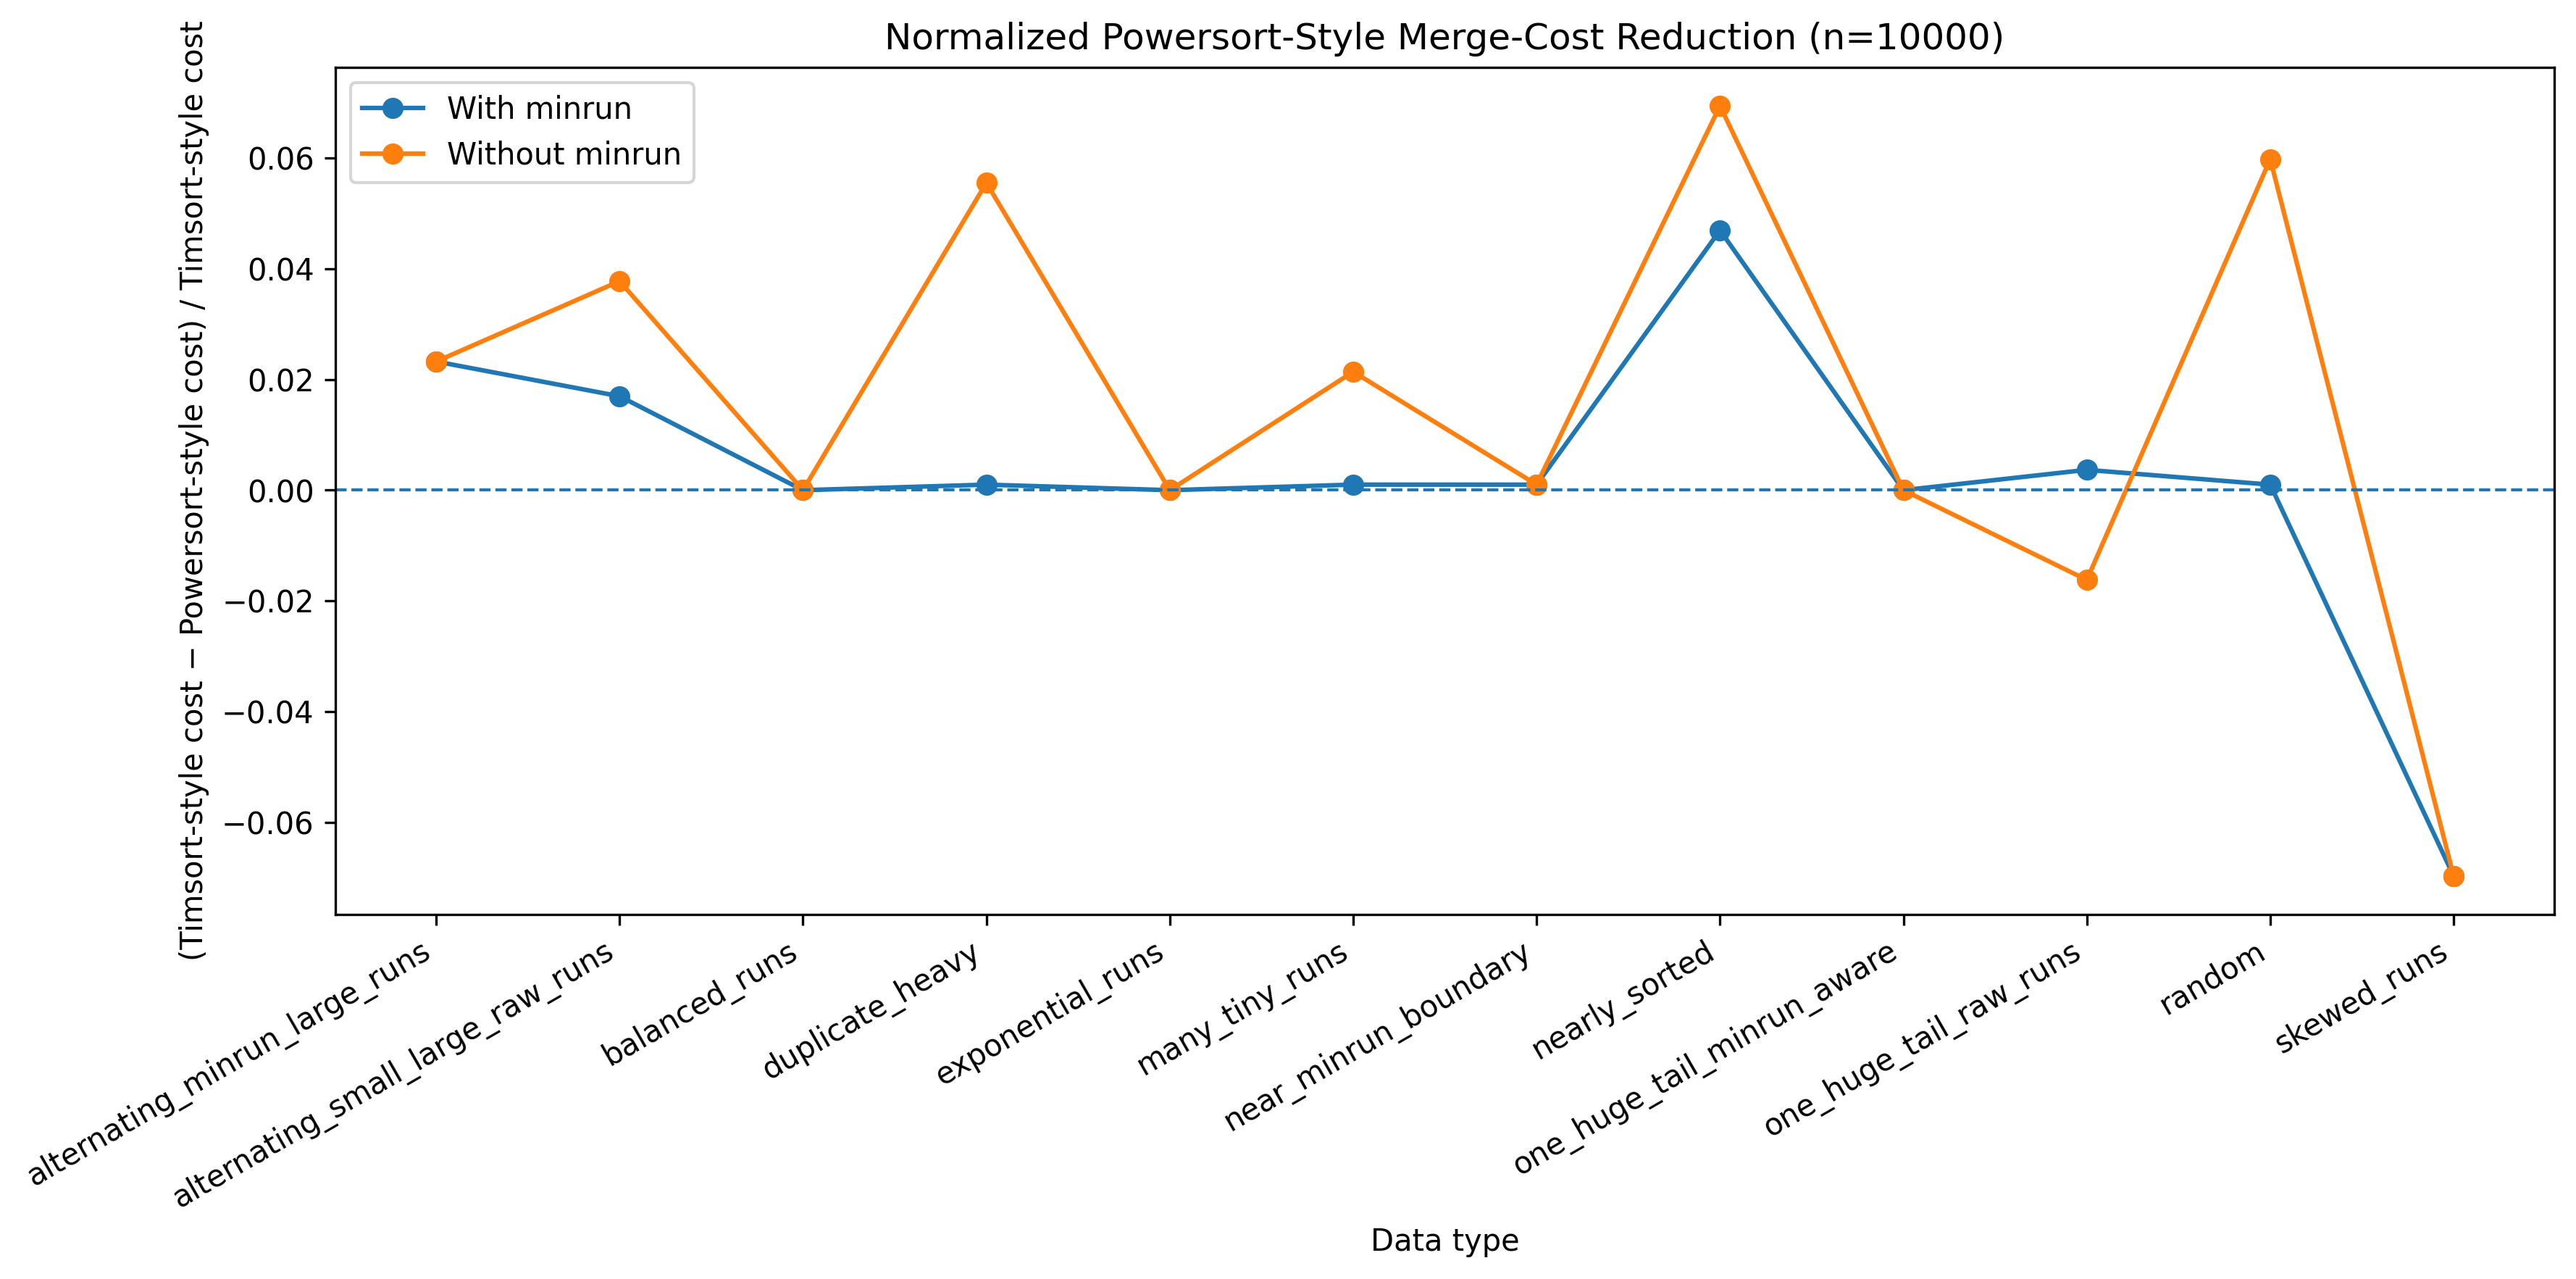 Normalized Powersort-Style Merge-Cost Reduction (n=10000)
(Timsort-style cost − Powersort-style cost) / Timsort-style cost
With minrun
Without minrun
0.06
0.04
0.02
0.00
−0.02
−0.04
−0.06
alternating_minrun_large_runs
alternating_small_large_raw_runs
balanced_runs
duplicate_heavy
exponential_runs
many_tiny_runs
near_minrun_boundary
nearly_sorted
one_huge_tail_minrun_aware
one_huge_tail_raw_runs
random
skewed_runs
Data type